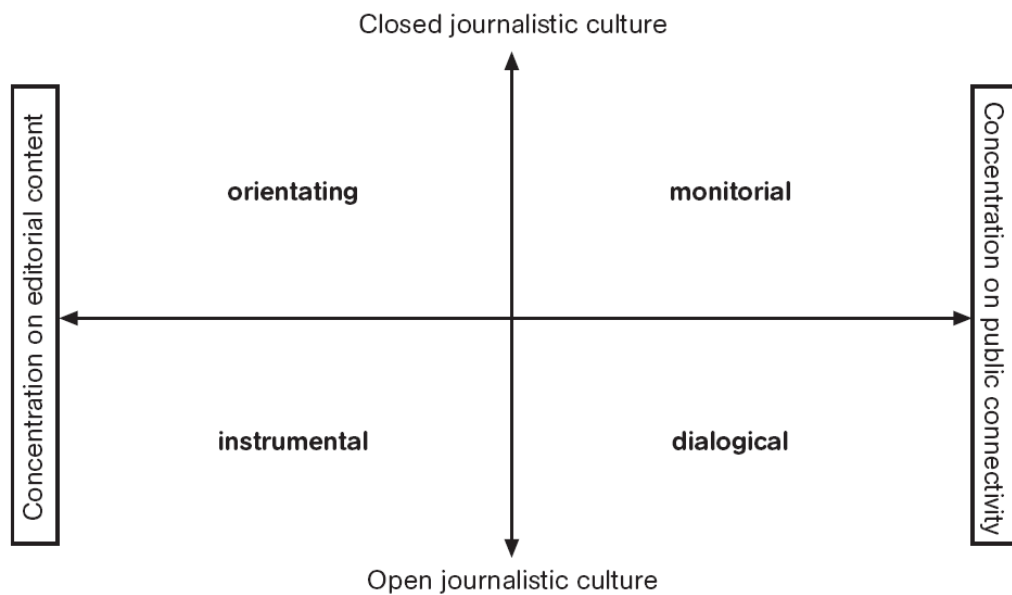 Closed journalistic culture
Concentration on editorial content
orientating
monitorial
Concentration on public connectivity
instrumental
dialogical
Open journalistic culture